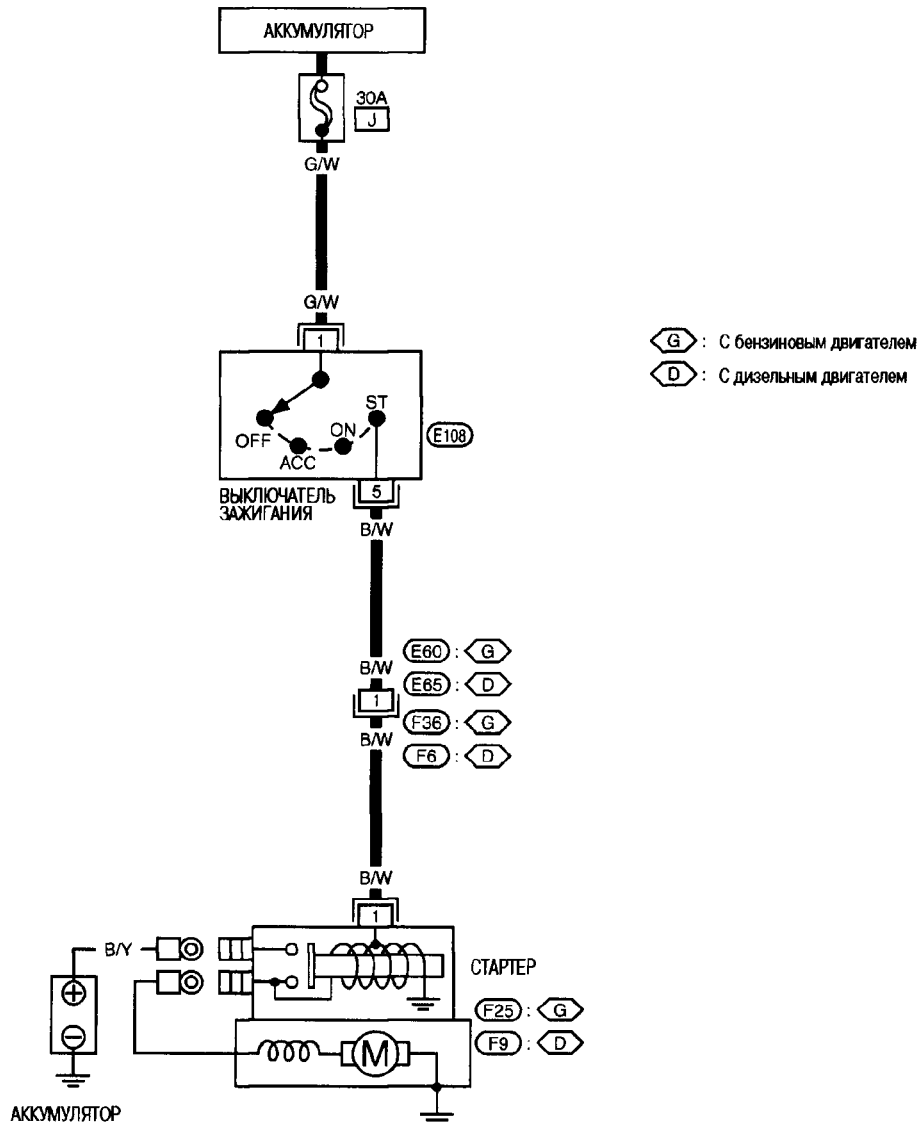 АККУМУЛЯТОР
30A
J
G/W
G/W
1
G : С бензиновым двигателем
D : С дизельным двигателем
ST
OFF
ON
ACC
E108
5
ВЫКЛЮЧАТЕЛЬ
ЗАЖИГАНИЯ
B/W
E60 : G
B/W
E65 : D
1
F36 : G
B/W
F6 : D
B/W
1
B/Y
СТАРТЕР
F25 : G
F9 : D
M
АККУМУЛЯТОР